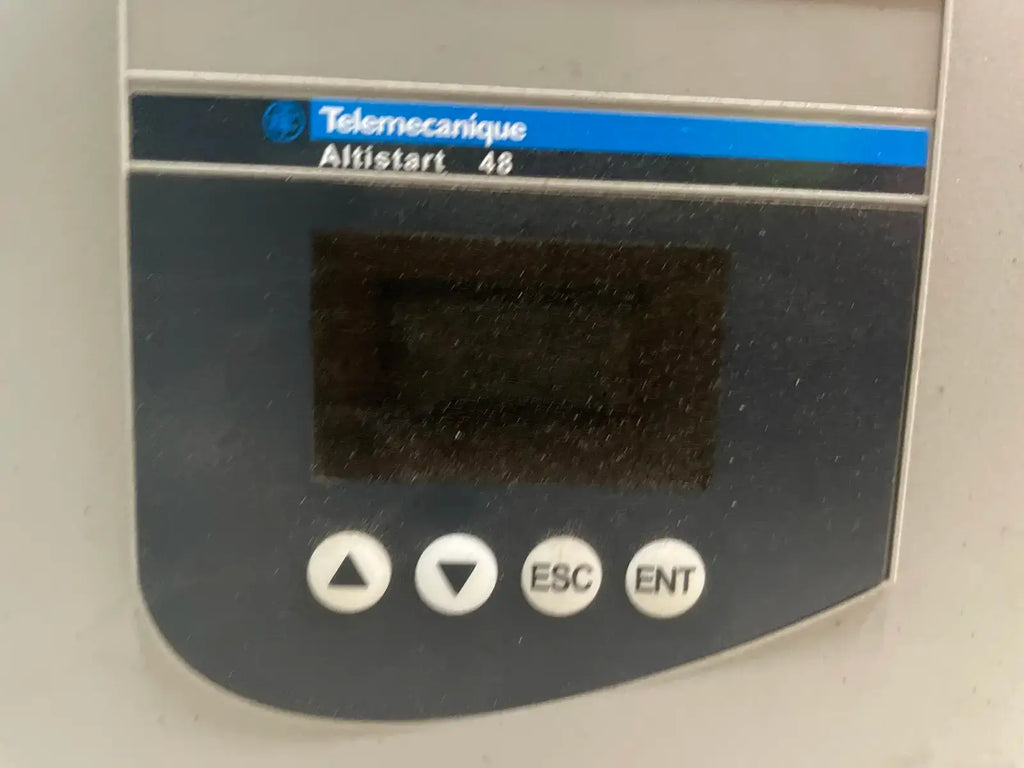 Telemecanique
Altistart 48
ESC ENT